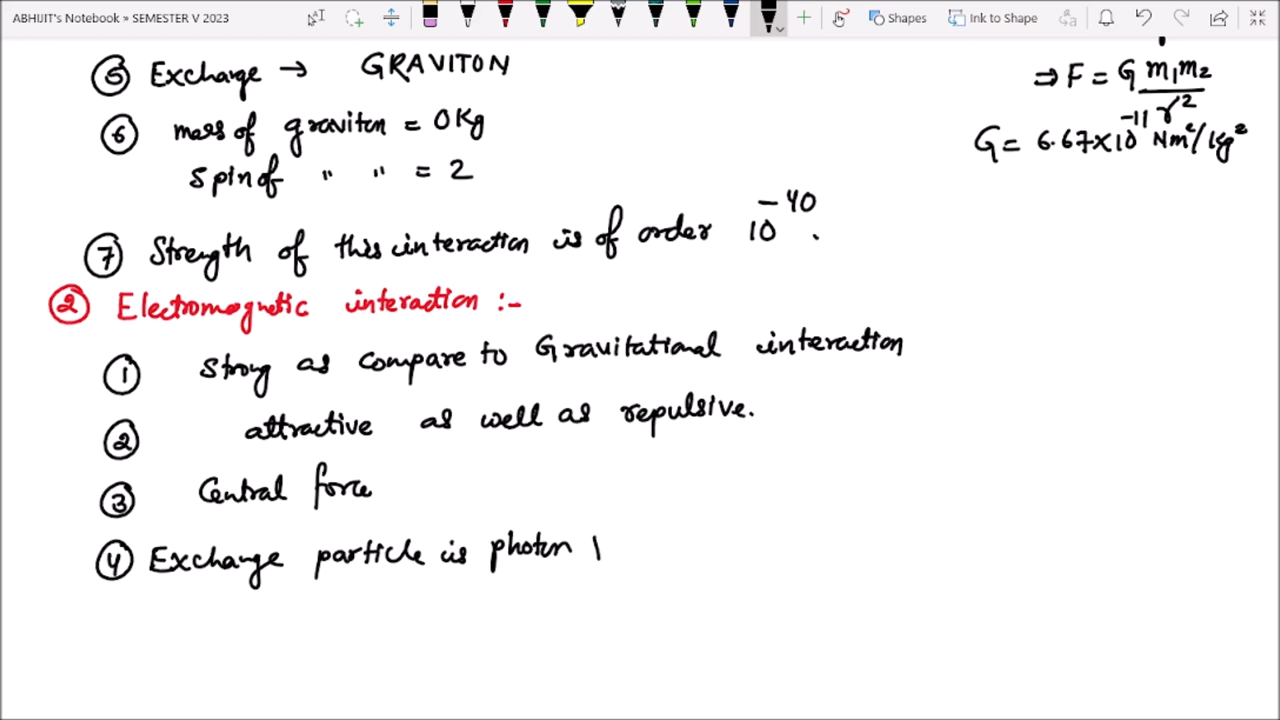 ABHIJIT's Notebook » SEMESTER V 2023
Shapes
Ink to Shape
⑤ Exchange → GRAVITON
⇒ F = G m₁m₂ / r²
⑥ mass of graviton = 0 Kg
G = 6.67×10⁻¹¹ Nm²/Kg²
Spin of " " = 2
⑦ Strength of this interaction is of order 10⁻⁴⁰.
② Electromagnetic interaction :-
① Strong as compare to Gravitational interaction
② attractive as well as repulsive.
③ Central force
④ Exchange particle is photon